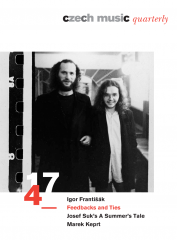 czech music quarterly
17
4
Igor Františák
Feedbacks and Ties
Josef Suk's A Summer's Tale
Marek Keprt